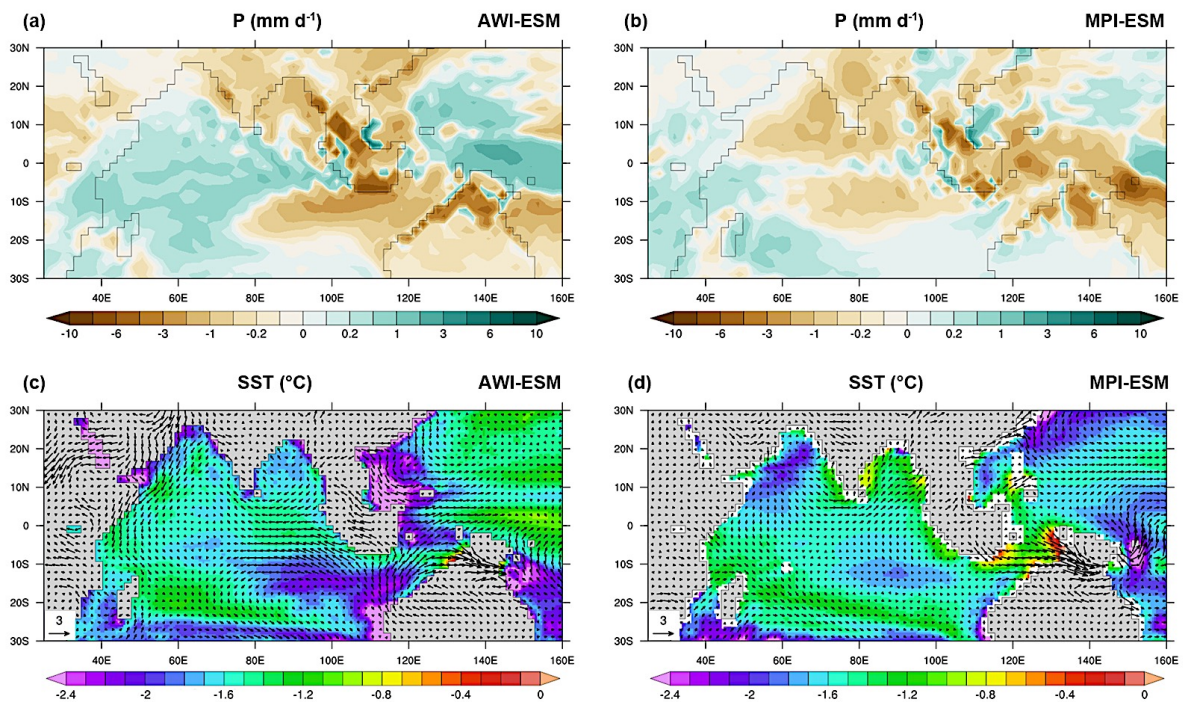 (a) P (mm d⁻¹) AWI-ESM
30N
20N
10N
0
10S
20S
30S
40E 60E 80E 100E 120E 140E 160E
-10 -6 -3 -1 -0.2 0 0.2 1 3 6 10
(b) P (mm d⁻¹) MPI-ESM
30N
20N
10N
0
10S
20S
30S
40E 60E 80E 100E 120E 140E 160E
-10 -6 -3 -1 -0.2 0 0.2 1 3 6 10
(c) SST (°C) AWI-ESM
30N
20N
10N
0
10S
20S
30S
3
40E 60E 80E 100E 120E 140E 160E
-2.4 -2 -1.6 -1.2 -0.8 -0.4 0
(d) SST (°C) MPI-ESM
30N
20N
10N
0
10S
20S
30S
3
40E 60E 80E 100E 120E 140E 160E
-2.4 -2 -1.6 -1.2 -0.8 -0.4 0